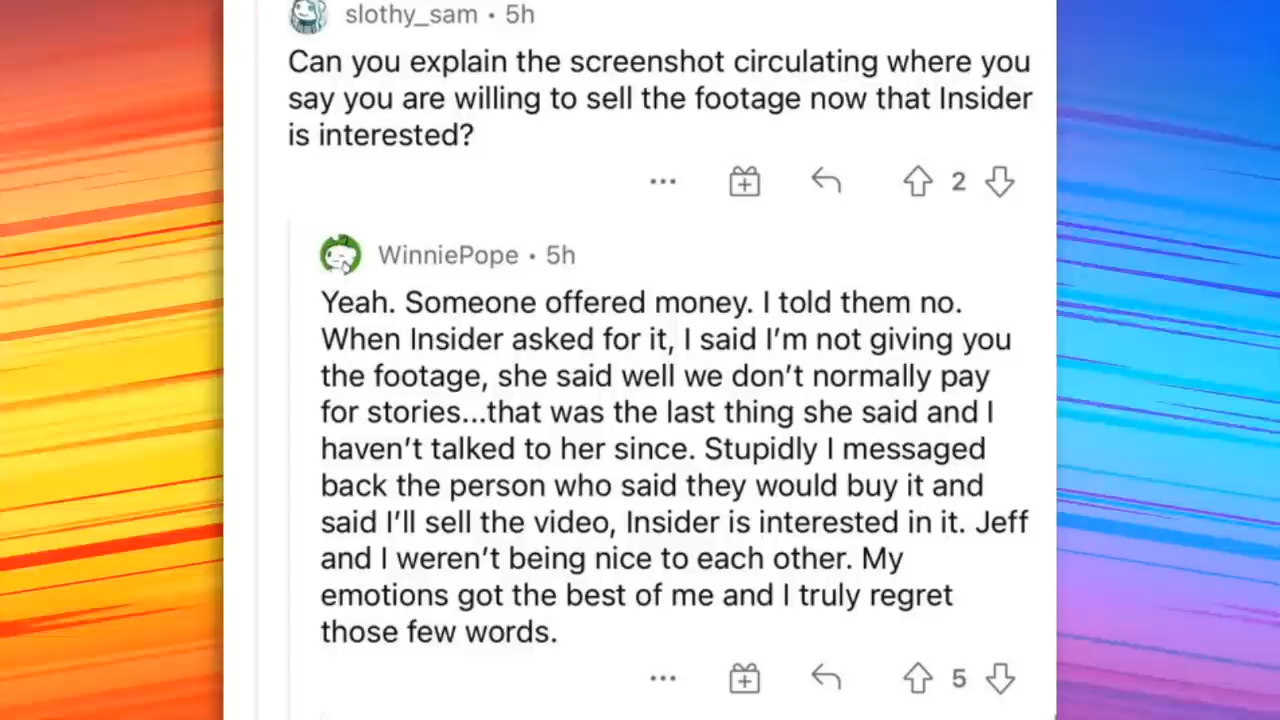 slothy_sam • 5h
Can you explain the screenshot circulating where you
say you are willing to sell the footage now that Insider
is interested?
2
WinniePope • 5h
Yeah. Someone offered money. I told them no.
When Insider asked for it, I said I’m not giving you
the footage, she said well we don’t normally pay
for stories...that was the last thing she said and I
haven’t talked to her since. Stupidly I messaged
back the person who said they would buy it and
said I’ll sell the video, Insider is interested in it. Jeff
and I weren’t being nice to each other. My
emotions got the best of me and I truly regret
those few words.
5